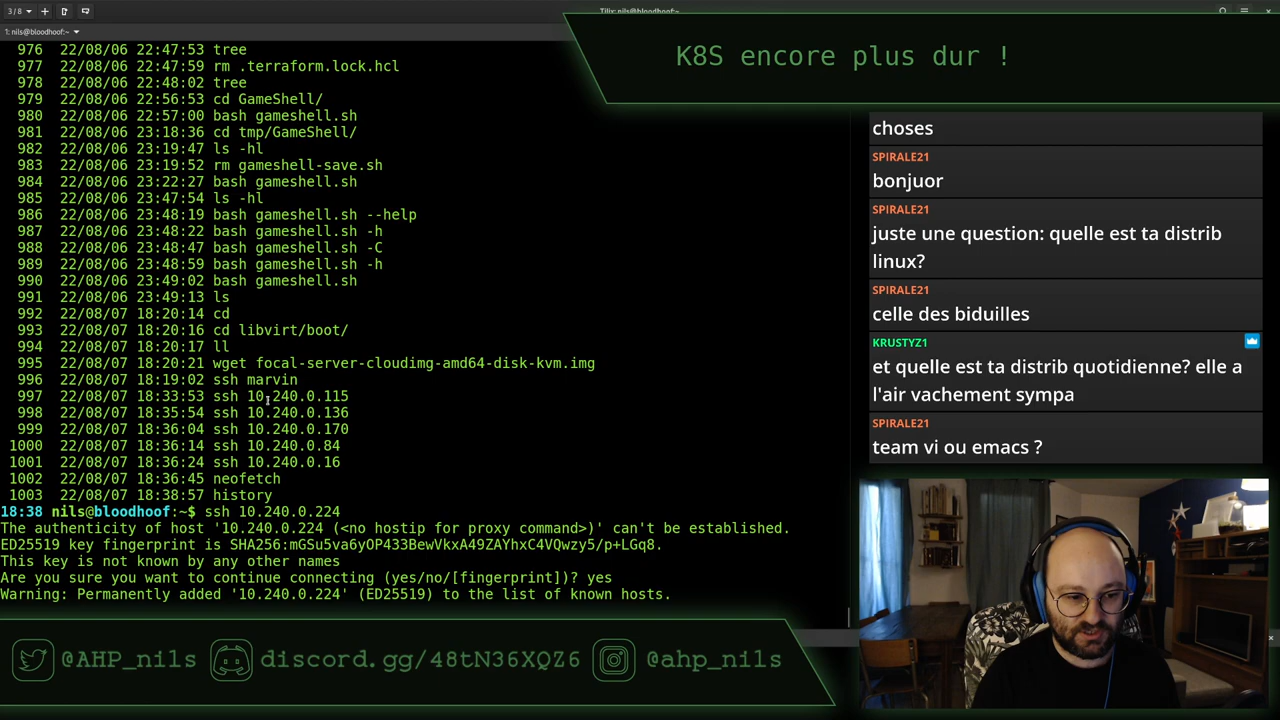 3/8
Tilix: nils@bloodhoof:~
1: nils@bloodhoof:~
976 22/08/06 22:47:53 tree
977 22/08/06 22:47:59 rm .terraform.lock.hcl
978 22/08/06 22:48:02 tree
979 22/08/06 22:56:53 cd GameShell/
980 22/08/06 22:57:00 bash gameshell.sh
981 22/08/06 23:18:36 cd tmp/GameShell/
982 22/08/06 23:19:47 ls -hl
983 22/08/06 23:19:52 rm gameshell-save.sh
984 22/08/06 23:22:27 bash gameshell.sh
985 22/08/06 23:47:54 ls -hl
986 22/08/06 23:48:19 bash gameshell.sh --help
987 22/08/06 23:48:22 bash gameshell.sh -h
988 22/08/06 23:48:47 bash gameshell.sh -C
989 22/08/06 23:48:59 bash gameshell.sh -h
990 22/08/06 23:49:02 bash gameshell.sh
991 22/08/06 23:49:13 ls
992 22/08/07 18:20:14 cd
993 22/08/07 18:20:16 cd libvirt/boot/
994 22/08/07 18:20:17 ll
995 22/08/07 18:20:21 wget focal-server-cloudimg-amd64-disk-kvm.img
996 22/08/07 18:19:02 ssh marvin
997 22/08/07 18:33:53 ssh 10.240.0.115
998 22/08/07 18:35:54 ssh 10.240.0.136
999 22/08/07 18:36:04 ssh 10.240.0.170
1000 22/08/07 18:36:14 ssh 10.240.0.84
1001 22/08/07 18:36:24 ssh 10.240.0.16
1002 22/08/07 18:36:45 neofetch
1003 22/08/07 18:38:57 history
18:38 nils@bloodhoof:~$ ssh 10.240.0.224
The authenticity of host '10.240.0.224 (<no hostip for proxy command>)' can't be established.
ED25519 key fingerprint is SHA256:mGSu5va6yOP433BewVkxA49ZAYhxC4VQwzy5/p+LGq8.
This key is not known by any other names
Are you sure you want to continue connecting (yes/no/[fingerprint])? yes
Warning: Permanently added '10.240.0.224' (ED25519) to the list of known hosts.
K8S encore plus dur !
choses
SPIRALE21
bonjuor
SPIRALE21
juste une question: quelle est ta distrib
linux?
SPIRALE21
celle des biduilles
KRUSTYZ1
et quelle est ta distrib quotidienne? elle a
l'air vachement sympa
SPIRALE21
team vi ou emacs ?
@AHP_nils
discord.gg/48tN36XQZ6
@ahp_nils